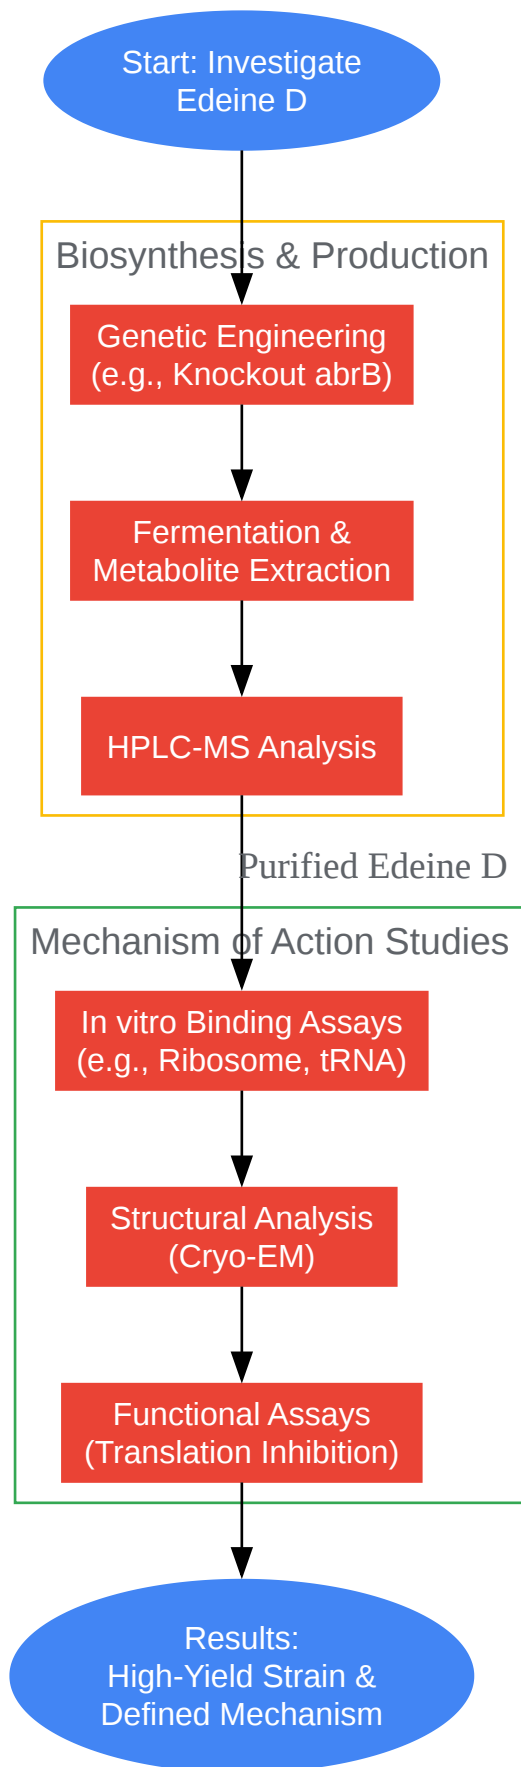 Start: Investigate
Edeine D
Biosynthesis & Production
Genetic Engineering
(e.g., Knockout abrB)
Fermentation &
Metabolite Extraction
HPLC-MS Analysis
Purified Edeine D
Mechanism of Action Studies
In vitro Binding Assays
(e.g., Ribosome, tRNA)
Structural Analysis
(Cryo-EM)
Functional Assays
(Translation Inhibition)
Results:
High-Yield Strain &
Defined Mechanism